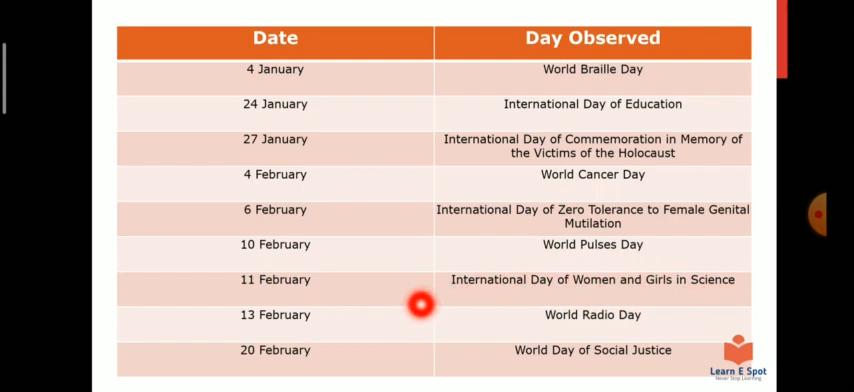 Date Day Observed
4 January World Braille Day
24 January International Day of Education
27 January International Day of Commemoration in Memory of
the Victims of the Holocaust
4 February World Cancer Day
6 February International Day of Zero Tolerance to Female Genital
Mutilation
10 February World Pulses Day
11 February International Day of Women and Girls in Science
13 February World Radio Day
20 February World Day of Social Justice
Learn E Spot
Never Stop Learning